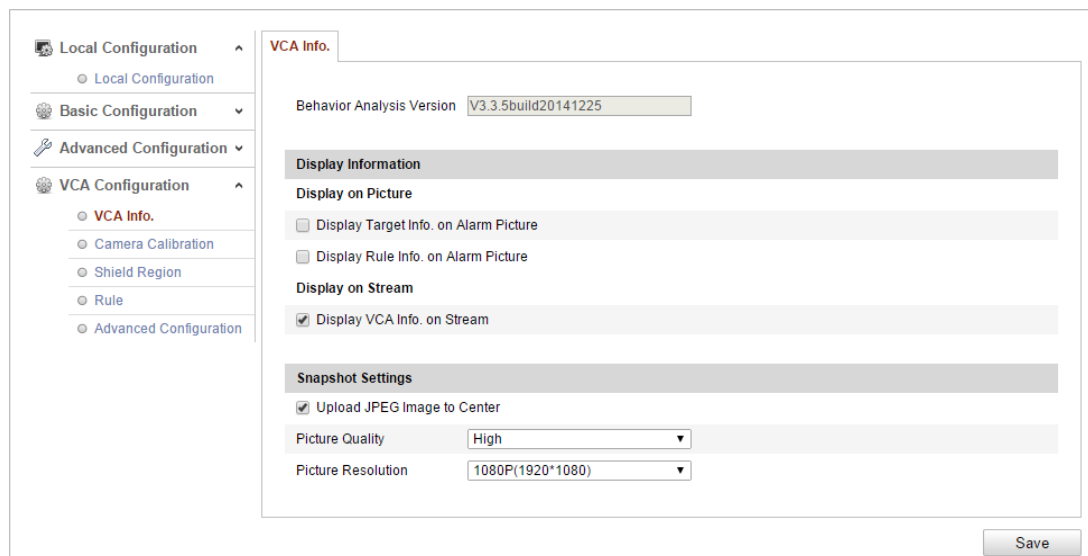 Local Configuration
Local Configuration
Basic Configuration
Advanced Configuration
VCA Configuration
VCA Info.
Camera Calibration
Shield Region
Rule
Advanced Configuration
VCA Info.
Behavior Analysis Version V3.3.5build20141225
Display Information
Display on Picture
Display Target Info. on Alarm Picture
Display Rule Info. on Alarm Picture
Display on Stream
Display VCA Info. on Stream
Snapshot Settings
Upload JPEG Image to Center
Picture Quality High
Picture Resolution 1080P(1920*1080)
Save